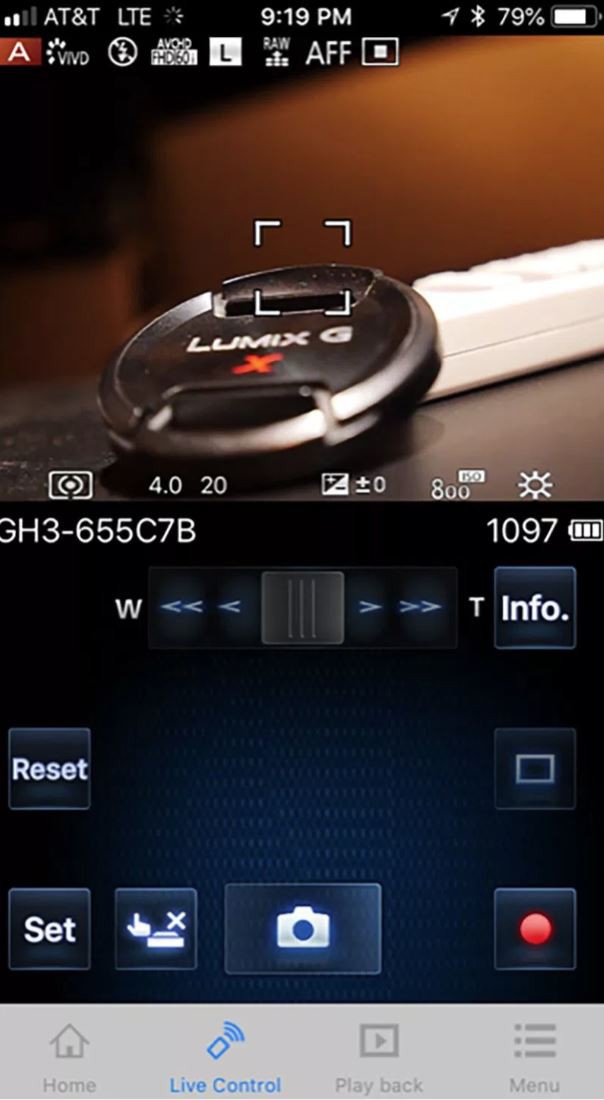 AT&T LTE 9:19 PM 79%
A VIVD AVCHD FHD/60i L RAW AFF
LUMIX G
X
4.0 20 ±0 800 ISO
GH3-655C7B 1097
W << < > >> T Info.
Reset
Set
Home Live Control Play back Menu